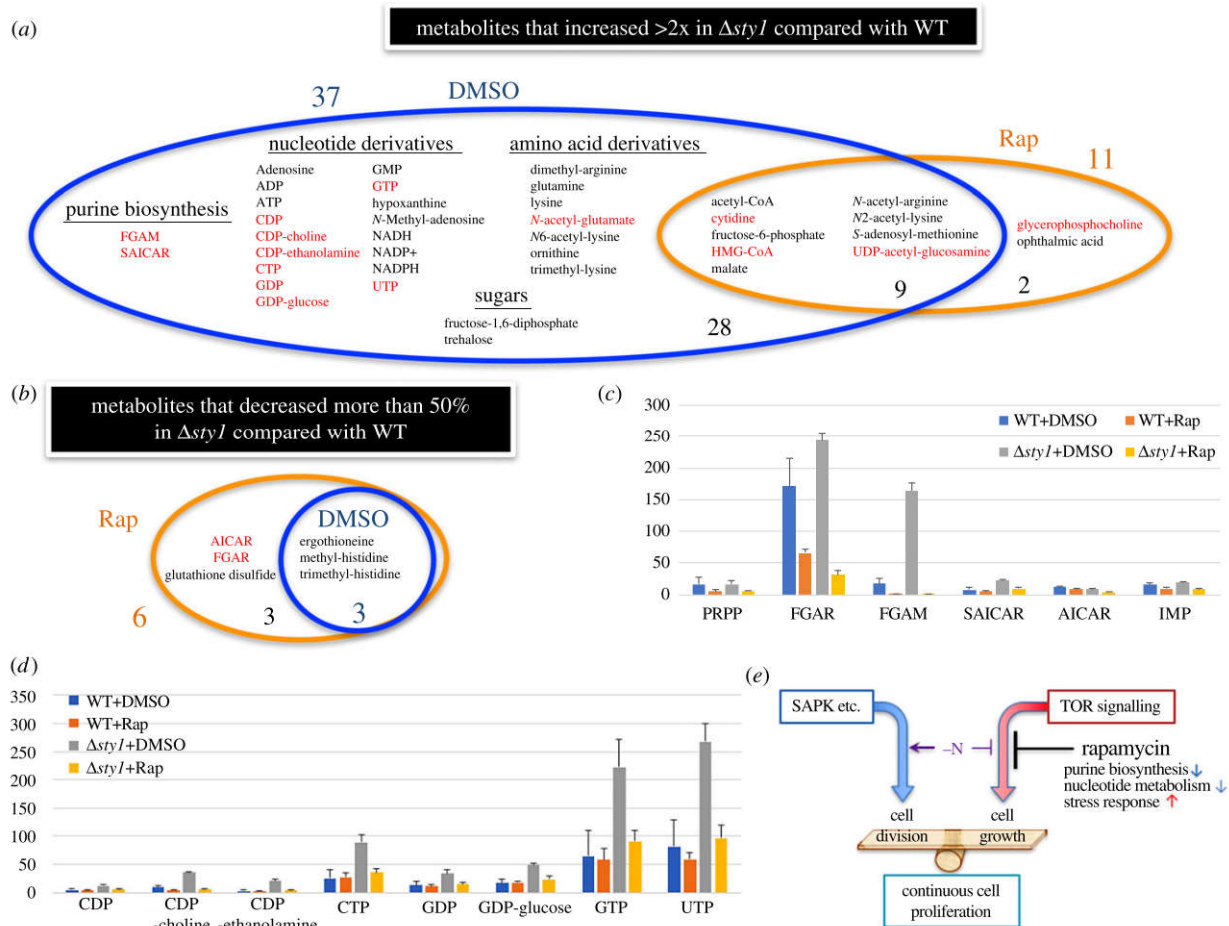 (a)
metabolites that increased >2x in Δsty1 compared with WT
37
DMSO
Rap
11
purine biosynthesis
FGAM
SAICAR
nucleotide derivatives
Adenosine
ADP
ATP
CDP
CDP-choline
CDP-ethanolamine
CTP
GDP
GDP-glucose
GMP
GTP
hypoxanthine
N-Methyl-adenosine
NADH
NADP+
NADPH
UTP
amino acid derivatives
dimethyl-arginine
glutamine
lysine
N-acetyl-glutamate
N6-acetyl-lysine
ornithine
trimethyl-lysine
sugars
fructose-1,6-diphosphate
trehalose
28
acetyl-CoA
cytidine
fructose-6-phosphate
HMG-CoA
malate
N-acetyl-arginine
N2-acetyl-lysine
S-adenosyl-methionine
UDP-acetyl-glucosamine
9
glycerophosphocholine
ophthalmic acid
2
(b)
metabolites that decreased more than 50%
in Δsty1 compared with WT
Rap
DMSO
AICAR
FGAR
glutathione disulfide
ergothioneine
methyl-histidine
trimethyl-histidine
6
3
3
(c)
300
250
200
150
100
50
0
WT+DMSO
WT+Rap
Δsty1+DMSO
Δsty1+Rap
PRPP
FGAR
FGAM
SAICAR
AICAR
IMP
(d)
350
300
250
200
150
100
50
0
WT+DMSO
WT+Rap
Δsty1+DMSO
Δsty1+Rap
CDP
CDP
-choline
CDP
-ethanolamine
CTP
GDP
GDP-glucose
GTP
UTP
(e)
SAPK etc.
TOR signalling
–N
rapamycin
purine biosynthesis
nucleotide metabolism
stress response
cell
division
cell
growth
continuous cell
proliferation